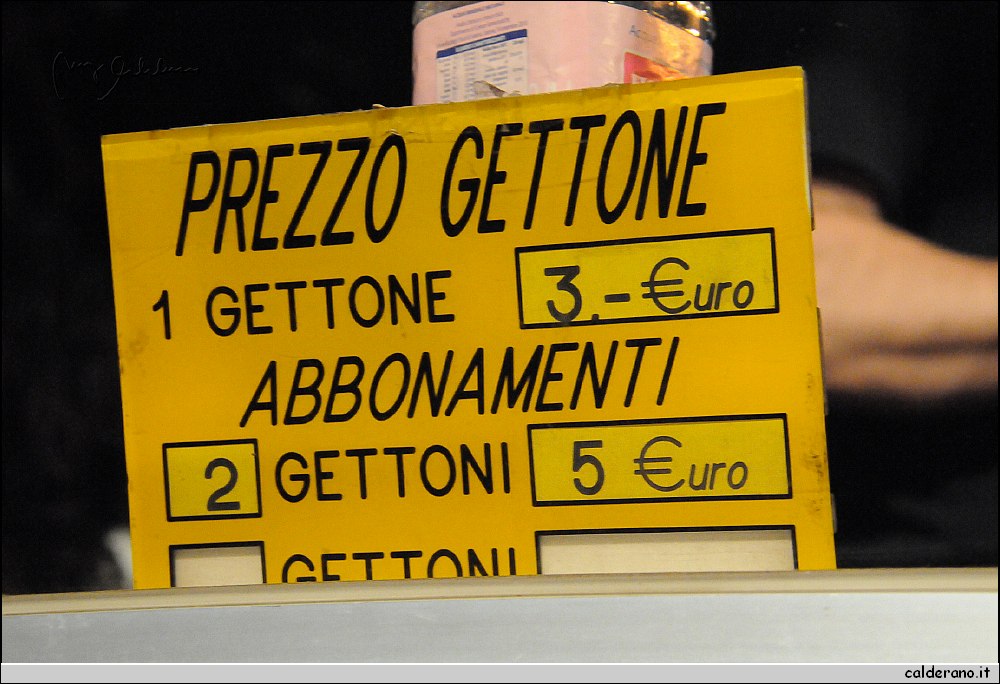 PREZZO GETTONE
1 GETTONE 3.-€uro
ABBONAMENTI
2 GETTONI 5 €uro
GETTONI
calderano.it